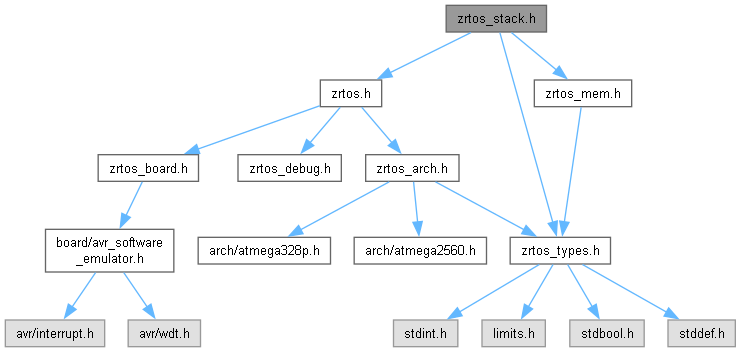 zrtos_stack.h
zrtos.h
zrtos_mem.h
zrtos_board.h
zrtos_debug.h
zrtos_arch.h
board/avr_software
_emulator.h
arch/atmega328p.h
arch/atmega2560.h
zrtos_types.h
avr/interrupt.h
avr/wdt.h
stdint.h
limits.h
stdbool.h
stddef.h